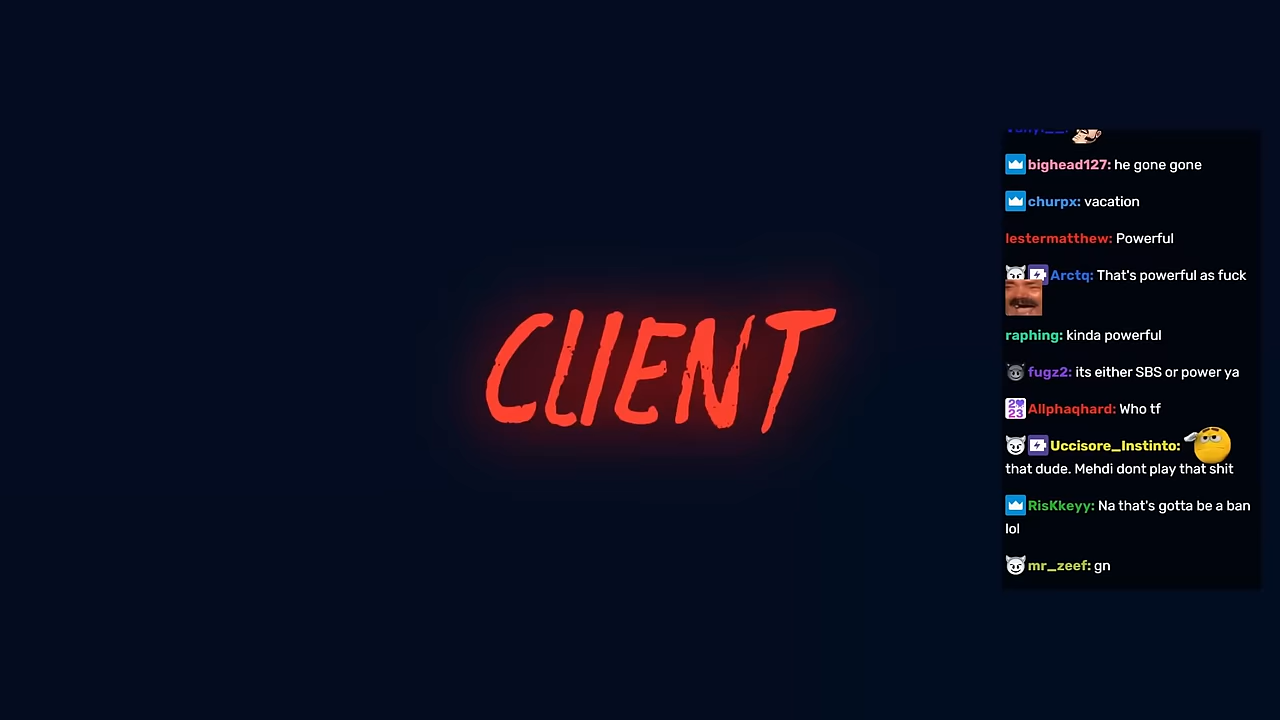 CLIENT
bighead127: he gone gone
churpx: vacation
lestermatthew: Powerful
Arctq: That's powerful as fuck
raphing: kinda powerful
fugz2: its either SBS or power ya
Allphaqhard: Who tf
Uccisore_Instinto:
that dude. Mehdi dont play that shit
RisKkeyy: Na that's gotta be a ban
lol
mr_zeef: gn